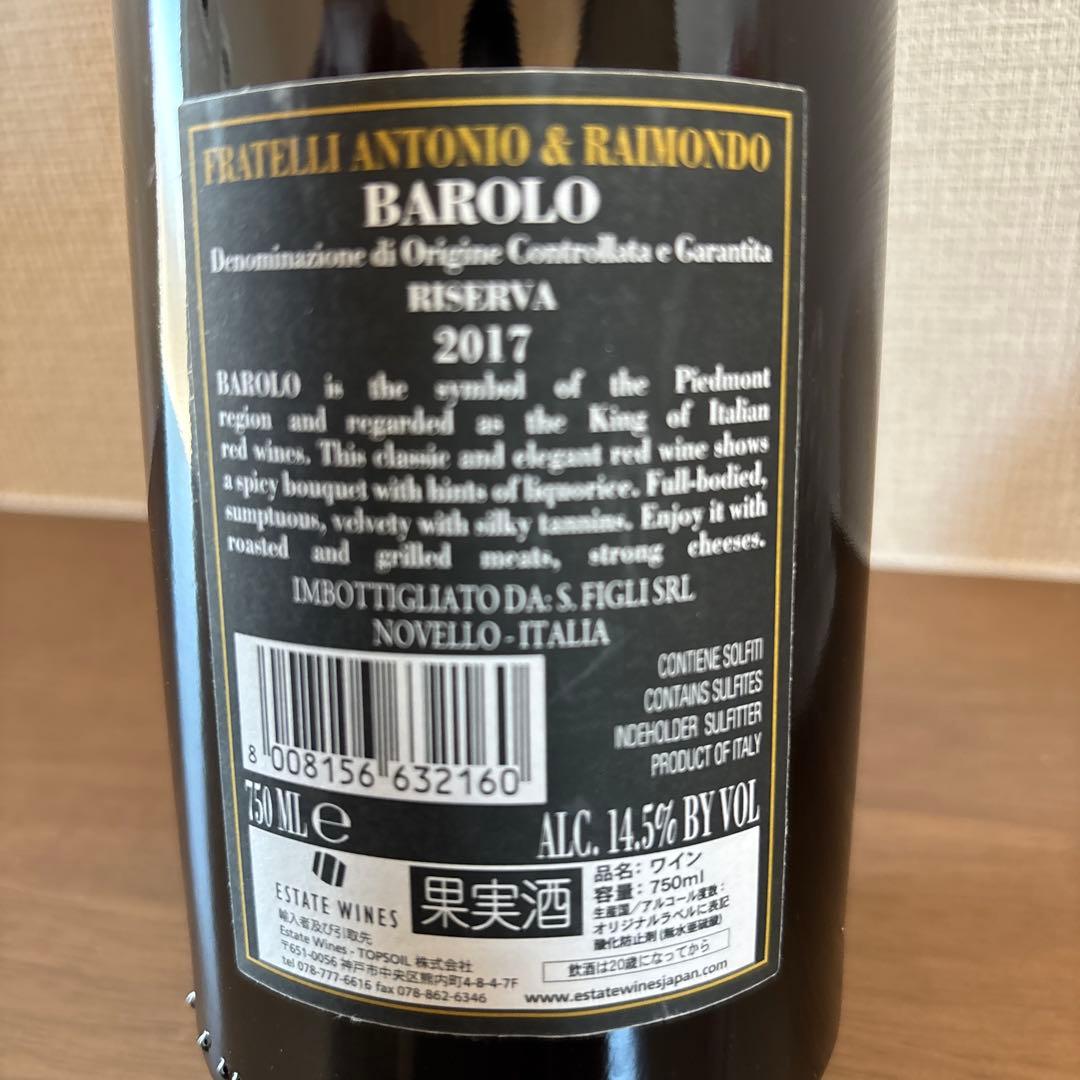 FRATELLI ANTONIO & RAIMONDO
BAROLO
Denominazione di Origine Controllata e Garantita
RISERVA
2017
BAROLO is the symbol of the Piedmont
region and regarded as the King of Italian
red wines. This classic and elegant red wine shows
a spicy bouquet with hints of liquorice. Full-bodied,
sumptuous, velvety with silky tannins. Enjoy it with
roasted and grilled meats, strong cheeses.
IMBOTTIGLIATO DA: S. FIGLI SRL
NOVELLO - ITALIA
CONTIENE SOLFITI
CONTAINS SULFITES
INDEHOLDER SULFITTER
PRODUCT OF ITALY
8 008156 632160
750 ML e
ALC. 14.5% BY VOL
ESTATE WINES
輸入者及び引取先
Estate Wines - TOPSOIL 株式会社
〒651-0056 神戸市中央区熊内町4-8-4-7F
tel 078-777-6616 fax 078-862-6346
果実酒
品名: ワイン
容量: 750ml
生産国/アルコール度数:
オリジナルラベルに表記
酸化防止剤 (無水亜硫酸)
飲酒は20歳になってから
www.estatewinesjapan.com